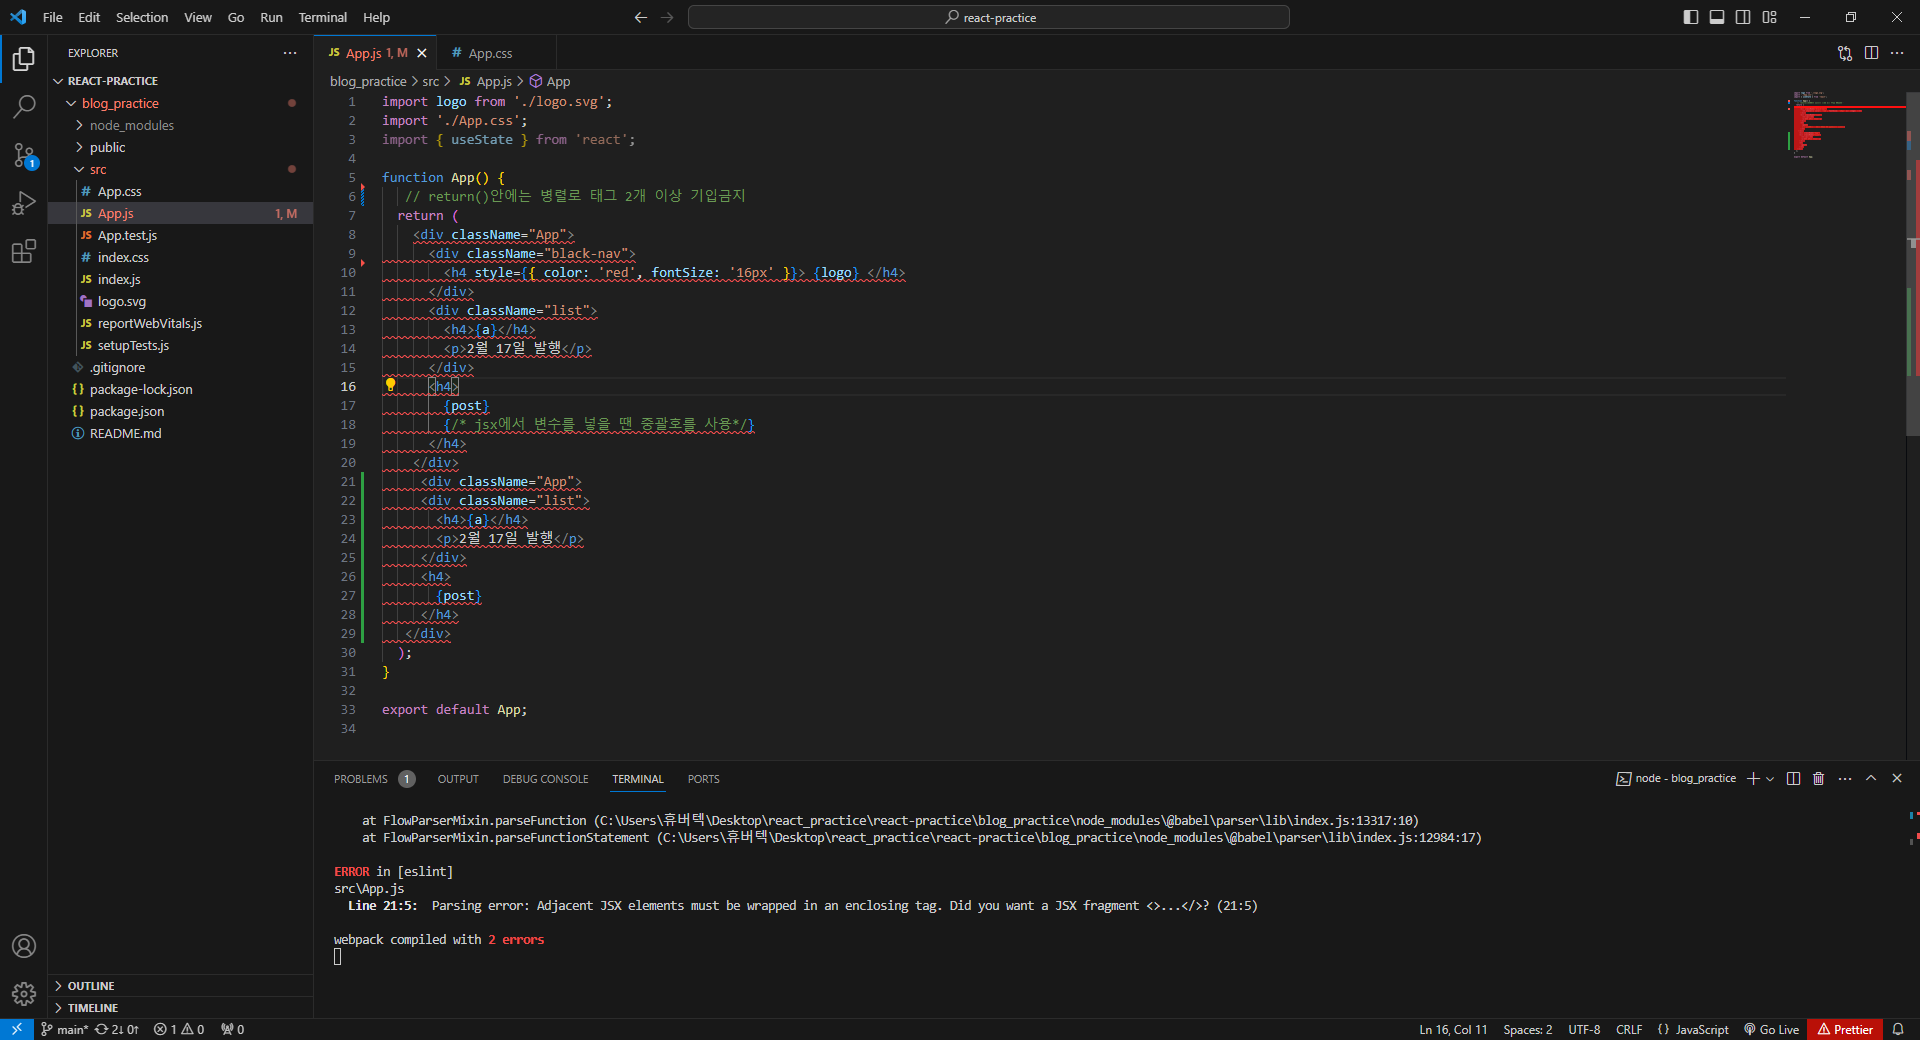 File Edit Selection View Go Run Terminal Help
react-practice
EXPLORER
REACT-PRACTICE
blog_practice
node_modules
public
src
# App.css
JS App.js 1, M
JS App.test.js
# index.css
JS index.js
logo.svg
JS reportWebVitals.js
JS setupTests.js
.gitignore
{} package-lock.json
{} package.json
README.md
OUTLINE
TIMELINE
JS App.js 1, M
# App.css
blog_practice > src > JS App.js > App
1 import logo from './logo.svg';
2 import './App.css';
3 import { useState } from 'react';
4
5 function App() {
6 // return()안에는 병렬로 태그 2개 이상 기입금지
7 return (
8 <div className="App">
9 <div className="black-nav">
10 <h4 style={{ color: 'red', fontSize: '16px' }}> {logo} </h4>
11 </div>
12 <div className="list">
13 <h4>{a}</h4>
14 <p>2월 17일 발행</p>
15 </div>
16 <h4>
17 {post}
18 {/* jsx에서 변수를 넣을 땐 중괄호를 사용*/}
19 </h4>
20 </div>
21 <div className="App">
22 <div className="list">
23 <h4>{a}</h4>
24 <p>2월 17일 발행</p>
25 </div>
26 <h4>
27 {post}
28 </h4>
29 </div>
30 );
31 }
32
33 export default App;
34
PROBLEMS 1 OUTPUT DEBUG CONSOLE TERMINAL PORTS
node - blog_practice
at FlowParserMixin.parseFunction (C:\Users\휴버텍\Desktop\react_practice\react-practice\blog_practice\node_modules\@babel\parser\lib\index.js:13317:10)
at FlowParserMixin.parseFunctionStatement (C:\Users\휴버텍\Desktop\react_practice\react-practice\blog_practice\node_modules\@babel\parser\lib\index.js:12984:17)
ERROR in [eslint]
src\App.js
Line 21:5: Parsing error: Adjacent JSX elements must be wrapped in an enclosing tag. Did you want a JSX fragment <>...</>? (21:5)
webpack compiled with 2 errors
main* 2↓ 0↑ 1 0 0
Ln 16, Col 11 Spaces: 2 UTF-8 CRLF {} JavaScript Go Live Prettier